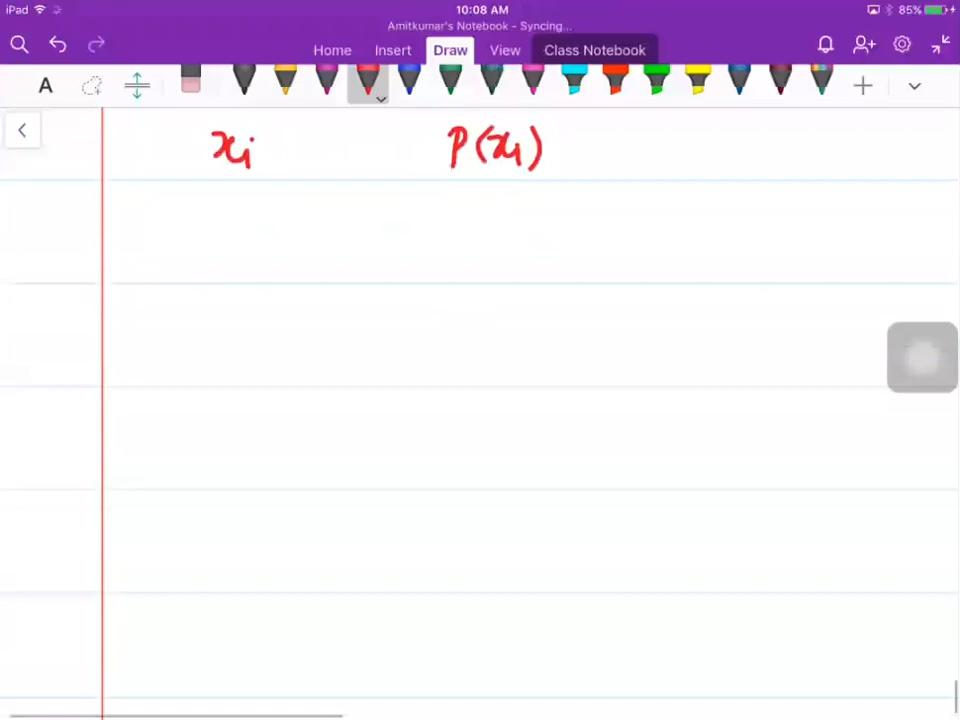 iPad 10:08 AM 85%
Amitkumar's Notebook - Syncing...
Home Insert Draw View Class Notebook
A
xi P(xi)